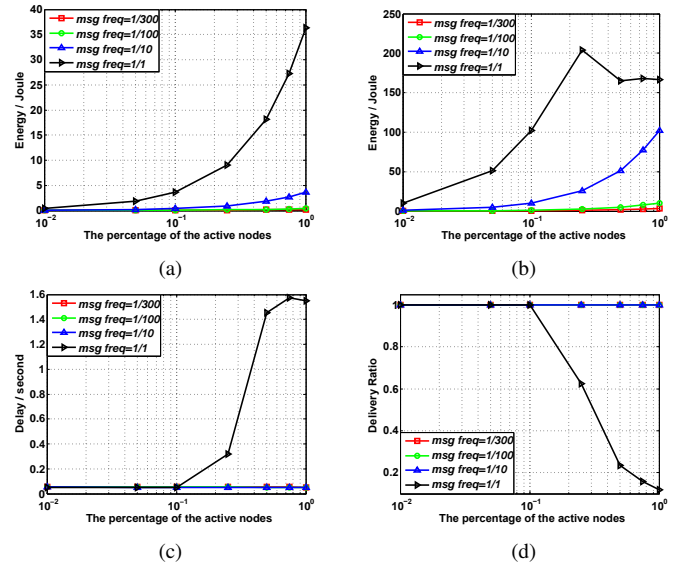 msg freq=1/300
msg freq=1/100
msg freq=1/10
msg freq=1/1
Energy / Joule
40
35
30
25
20
15
10
5
0
10^-2
10^-1
10^0
The percentage of the active nodes
(a)
msg freq=1/300
msg freq=1/100
msg freq=1/10
msg freq=1/1
Energy / Joule
250
200
150
100
50
0
10^-2
10^-1
10^0
The percentage of the active nodes
(b)
msg freq=1/300
msg freq=1/100
msg freq=1/10
msg freq=1/1
Delay / second
1.6
1.4
1.2
1
0.8
0.6
0.4
0.2
0
10^-2
10^-1
10^0
The percentage of the active nodes
(c)
Delivery Ratio
1
0.8
0.6
0.4
0.2
msg freq=1/300
msg freq=1/100
msg freq=1/10
msg freq=1/1
10^-2
10^-1
10^0
The percentage of the active nodes
(d)